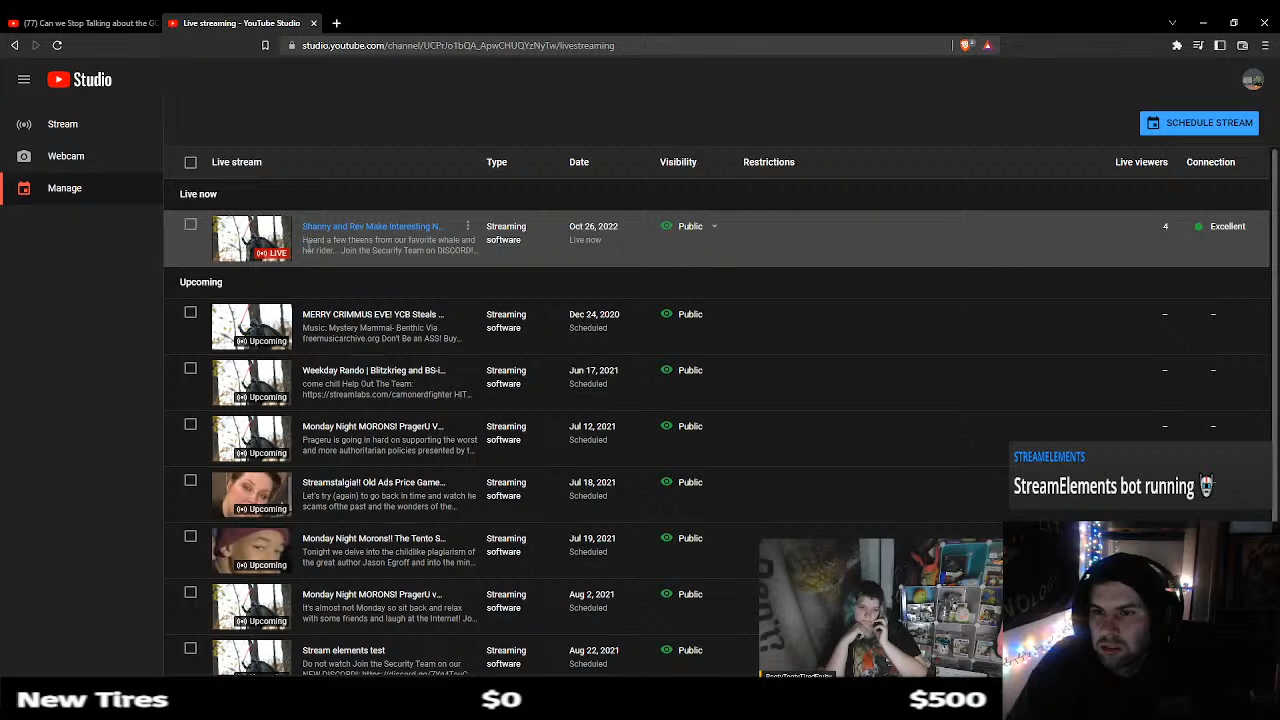 (77) Can we Stop Talking about the GC
Live streaming - YouTube Studio
studio.youtube.com/channel/UCPrJo1bQA_ApwCHUQYzNyTw/livestreaming
Studio
SCHEDULE STREAM
Stream
Webcam
Manage
Live stream Type Date Visibility Restrictions Live viewers Connection
Live now
Shanny and Rev Make Interesting N...
Heard a few theens from our favorite whale and
her rider... Join the Security Team on DISCORD!...
LIVE
Streaming software
Oct 26, 2022
Live now
Public
4
Excellent
Upcoming
MERRY CRIMMUS EVE! YCB Steals ...
Music: Mystery Mammal- Benthic Via
freemusicarchive.org Don't Be an ASS! Buy...
Upcoming
Streaming software
Dec 24, 2020
Scheduled
Public
– –
Weekday Rando | Blitzkrieg and BS-i...
come chill Help Out The Team:
https://streamlabs.com/camonerdfighter HIT...
Upcoming
Streaming software
Jun 17, 2021
Scheduled
Public
– –
Monday Night MORONS! PragerU V...
Prageru is going in hard on supporting the worst
and more authoritarian policies presented by t...
Upcoming
Streaming software
Jul 12, 2021
Scheduled
Public
– –
Streamstalgia!! Old Ads Price Game...
Let's try (again) to go back in time and watch he
scams ofthe past and the wonders of the...
Upcoming
Streaming software
Jul 18, 2021
Scheduled
Public
Monday Night Morons!! The Tento S...
Tonight we delve into the childlike plagiarism of
the great author Jason Egroff and into the min...
Upcoming
Streaming software
Jul 19, 2021
Scheduled
Public
Monday Night MORONS! PragerU v...
It's almost not Monday so sit back and relax
with some friends and laugh at the Internet! Jo...
Upcoming
Streaming software
Aug 2, 2021
Scheduled
Public
Stream elements test
Do not watch Join the Security Team on our
Upcoming
Streaming software
Aug 22, 2021
Scheduled
Public
STREAMELEMENTS
StreamElements bot running
New Tires $0 $500